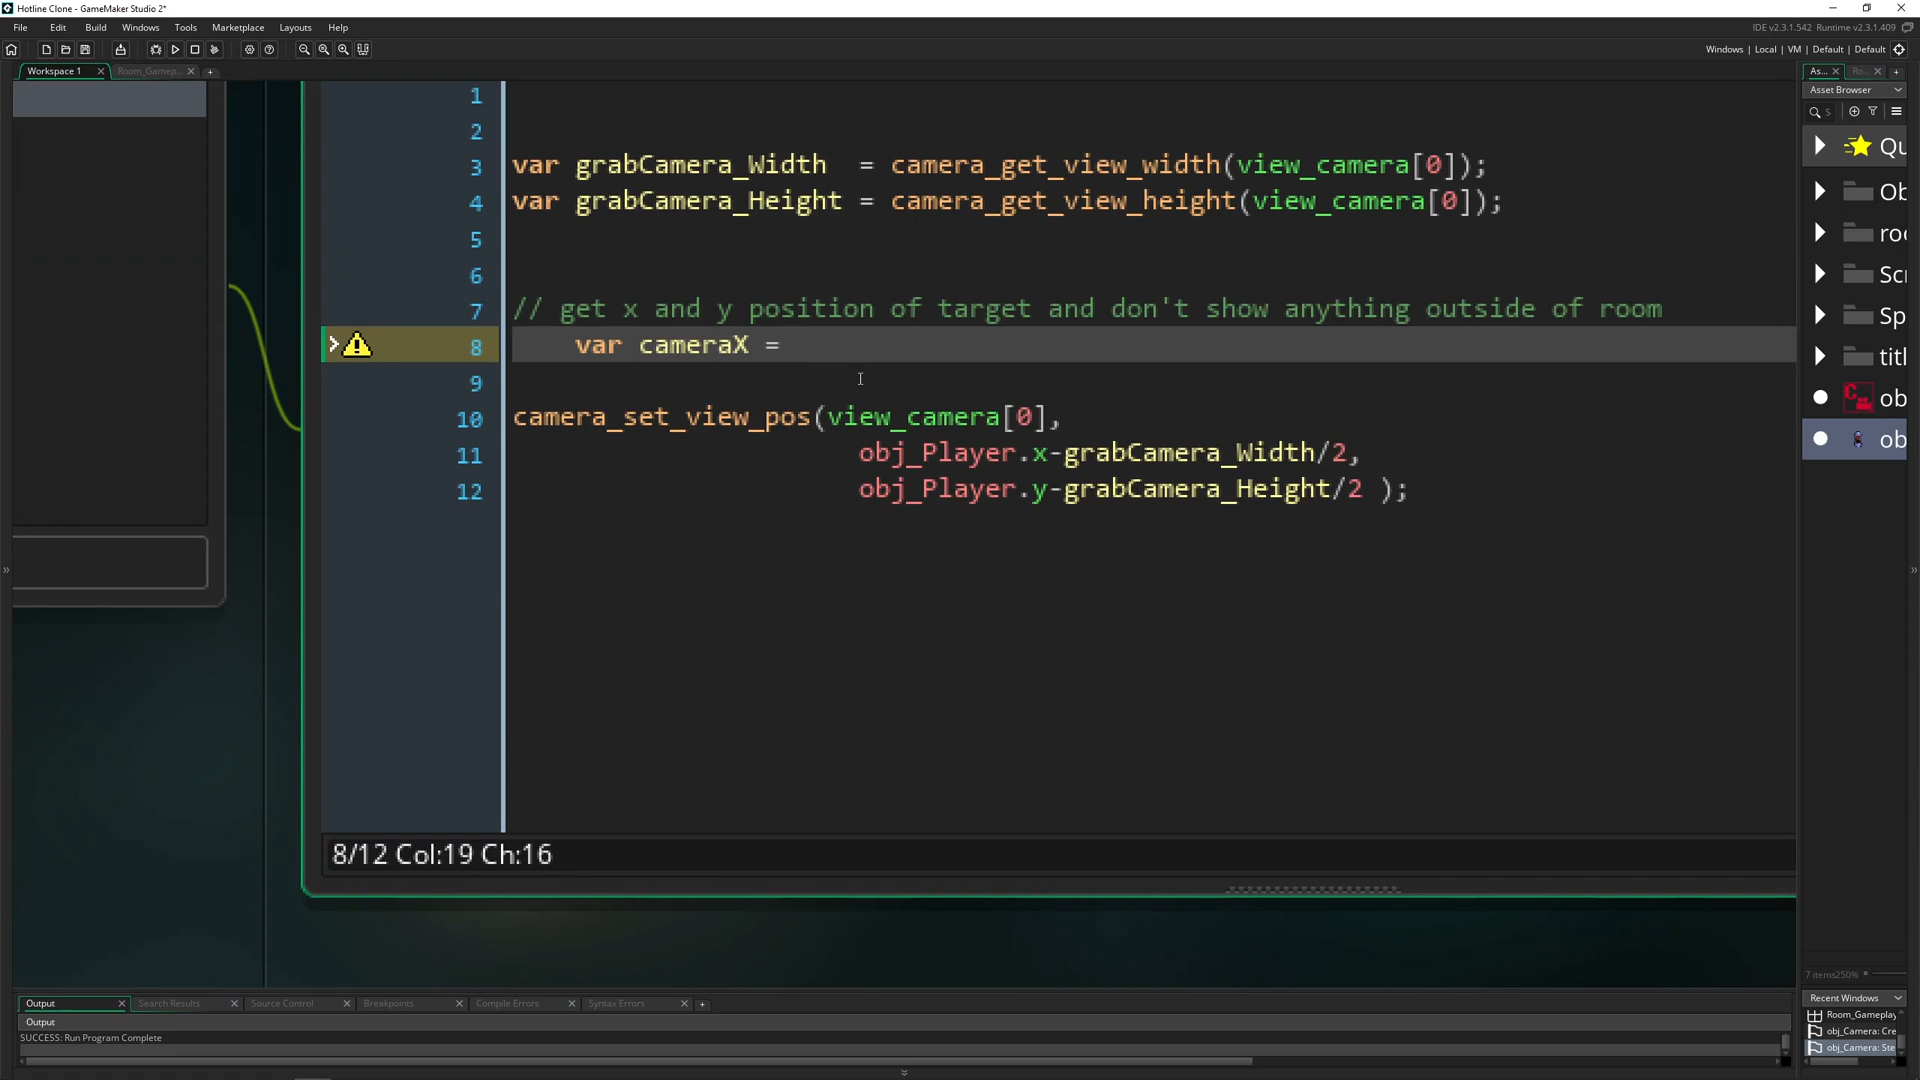 Hotline Clone - GameMaker Studio 2*
File Edit Build Windows Tools Marketplace Layouts Help
IDE v2.3.1.542 Runtime v2.3.1.409
Windows | Local | VM | Default | Default
Workspace 1
Room_Gamep...
As...
Ro...
Asset Browser
S
1
2
3 var grabCamera_Width = camera_get_view_width(view_camera[0]);
4 var grabCamera_Height = camera_get_view_height(view_camera[0]);
5
6
7 // get x and y position of target and don't show anything outside of room
8 var cameraX =
9
10 camera_set_view_pos(view_camera[0],
11 obj_Player.x-grabCamera_Width/2,
12 obj_Player.y-grabCamera_Height/2 );
8/12 Col:19 Ch:16
Qu
Ob
roo
Scr
Sp
titl
ob
ob
7 items
250%
Recent Windows
Room_Gameplay
obj_Camera: Cre
obj_Camera: Ste
Output
Search Results
Source Control
Breakpoints
Compile Errors
Syntax Errors
Output
SUCCESS: Run Program Complete